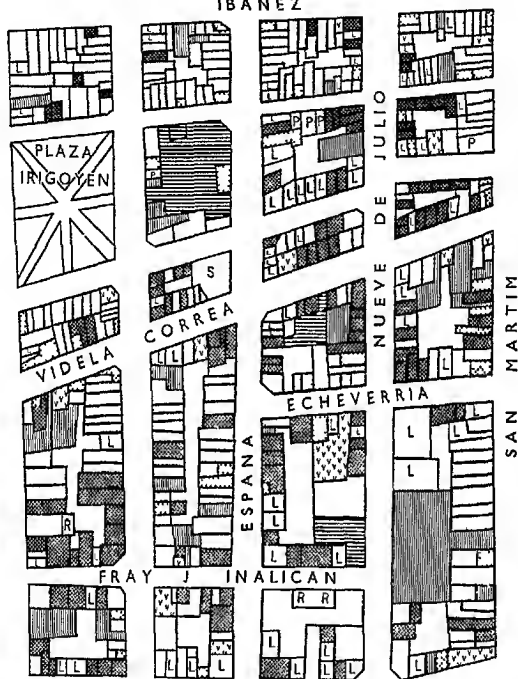 IBANEZ
PLAZA
IRIGOYEN
NUEVE DE JULIO
SAN MARTIM
VIDELA CORREA
ECHEVERRIA
ESPANA
FRAY J INALICAN
L
P P P
L
L L L L
P
L L
P
S
L
L
R
R R
L L